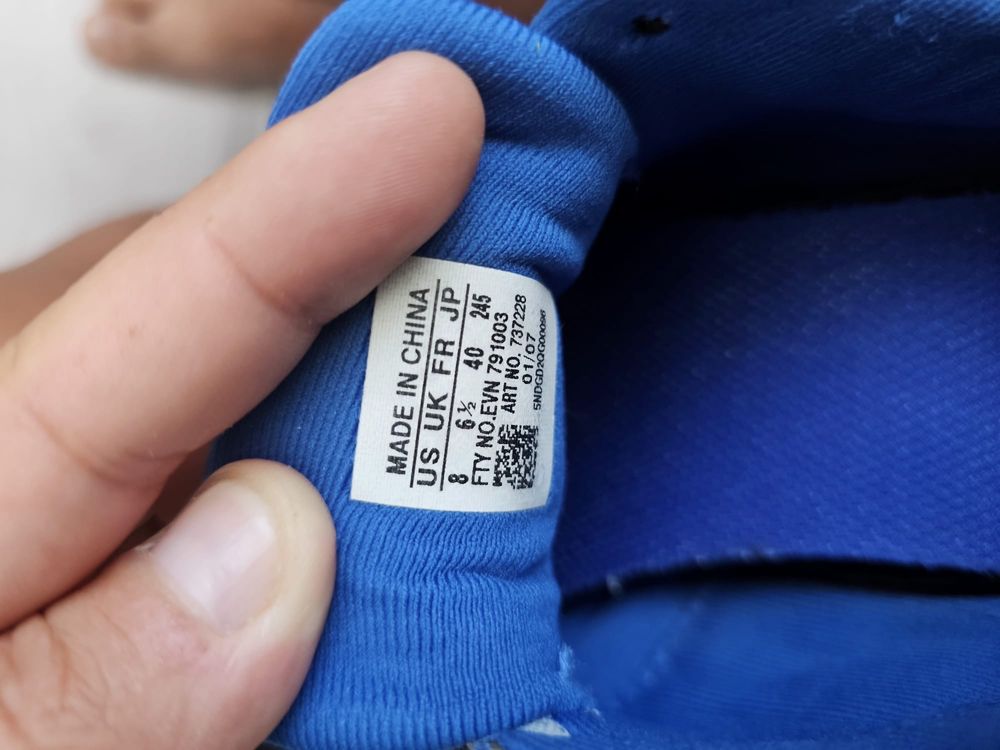 MADE IN CHINA
US UK FR JP
8 6½ 40 245
FTY NO.EVN 791003
ART NO. 737228
01/07